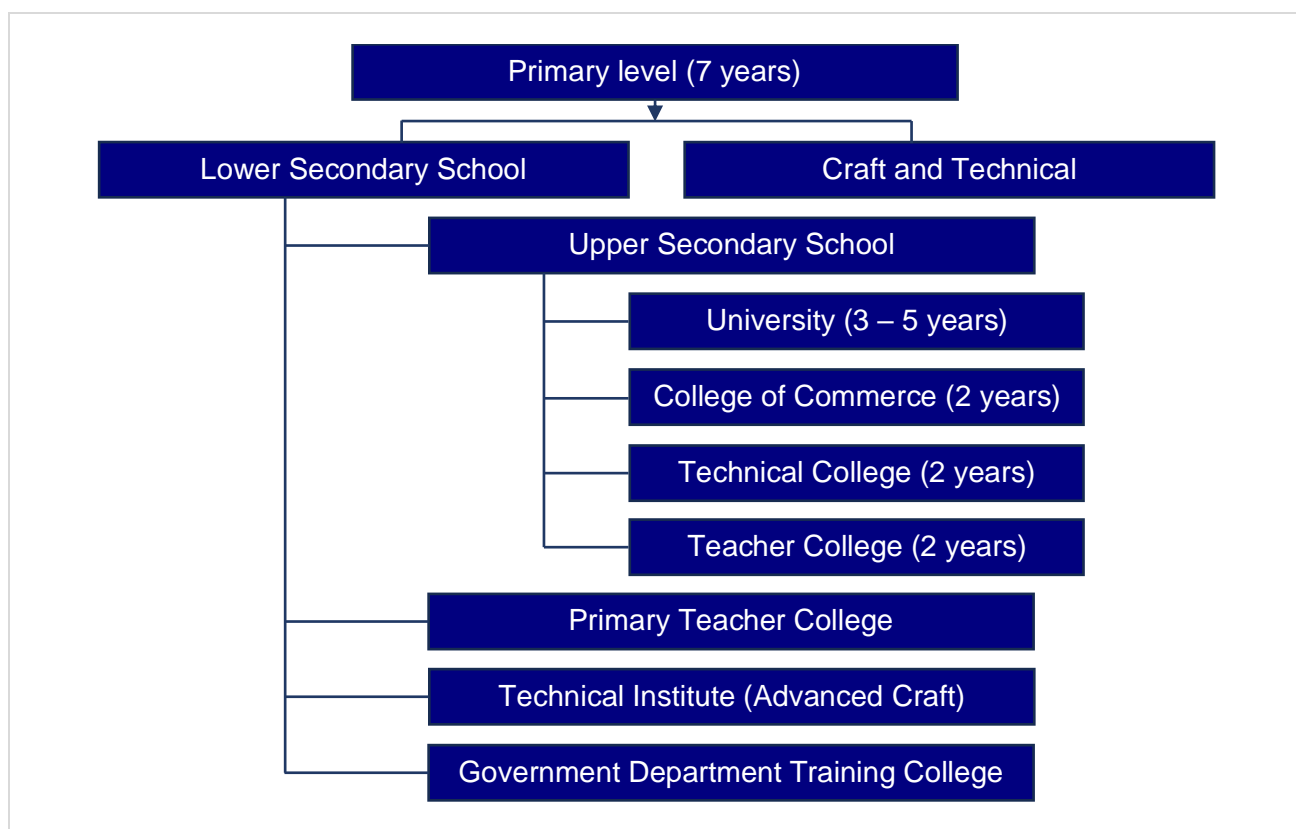 Primary level (7 years)
Lower Secondary School
Craft and Technical
Upper Secondary School
University (3 – 5 years)
College of Commerce (2 years)
Technical College (2 years)
Teacher College (2 years)
Primary Teacher College
Technical Institute (Advanced Craft)
Government Department Training College